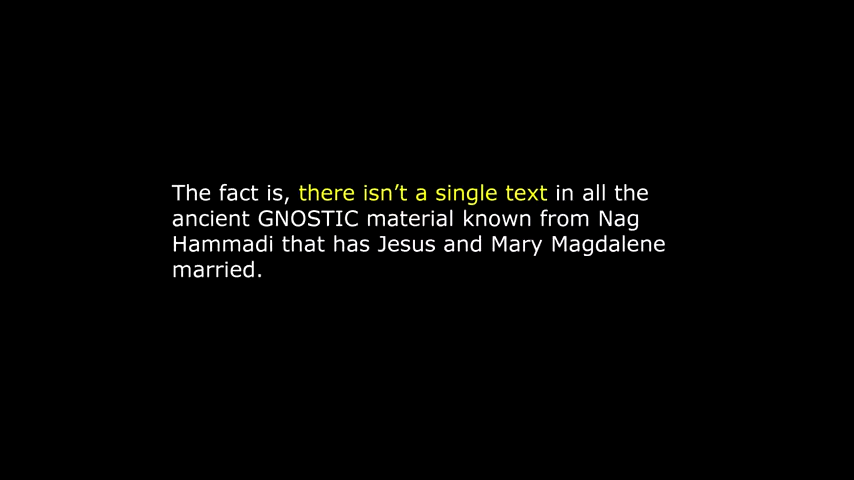 The fact is, there isn’t a single text in all the
ancient GNOSTIC material known from Nag
Hammadi that has Jesus and Mary Magdalene
married.